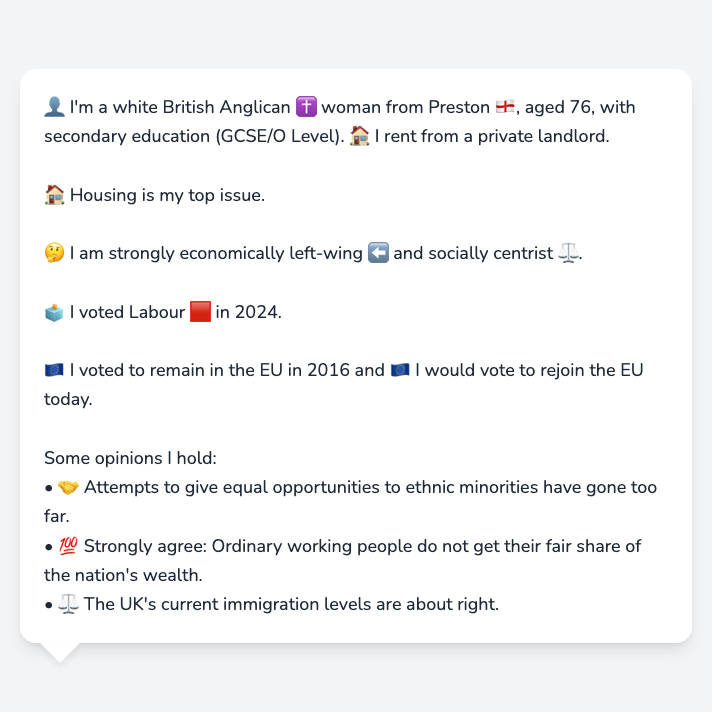 👤 I'm a white British Anglican ✝️ woman from Preston 🏴󠁧󠁢󠁥󠁮󠁧󠁿, aged 76, with
secondary education (GCSE/O Level). 🏠 I rent from a private landlord.
🏠 Housing is my top issue.
🤔 I am strongly economically left-wing ⬅️ and socially centrist ⚖️.
🗳️ I voted Labour 🟥 in 2024.
🇪🇺 I voted to remain in the EU in 2016 and 🇪🇺 I would vote to rejoin the EU
today.
Some opinions I hold:
• 🤝 Attempts to give equal opportunities to ethnic minorities have gone too
far.
• 💯 Strongly agree: Ordinary working people do not get their fair share of
the nation's wealth.
• ⚖️ The UK's current immigration levels are about right.